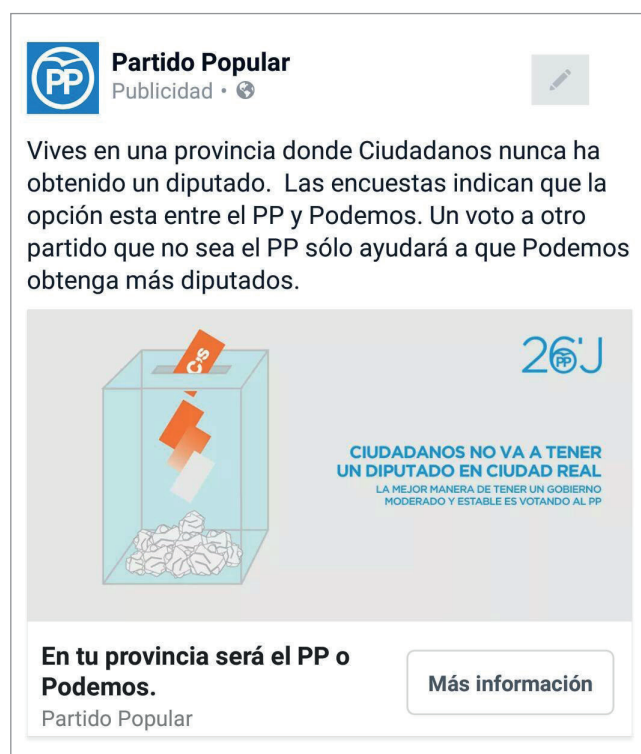 PP
Partido Popular
Publicidad •
Vives en una provincia donde Ciudadanos nunca ha
obtenido un diputado.  Las encuestas indican que la
opción esta entre el PP y Podemos. Un voto a otro
partido que no sea el PP sólo ayudará a que Podemos
obtenga más diputados.
C's
26'J
PP
CIUDADANOS NO VA A TENER
UN DIPUTADO EN CIUDAD REAL
LA MEJOR MANERA DE TENER UN GOBIERNO
MODERADO Y ESTABLE ES VOTANDO AL PP
En tu provincia será el PP o
Podemos.
Partido Popular
Más información